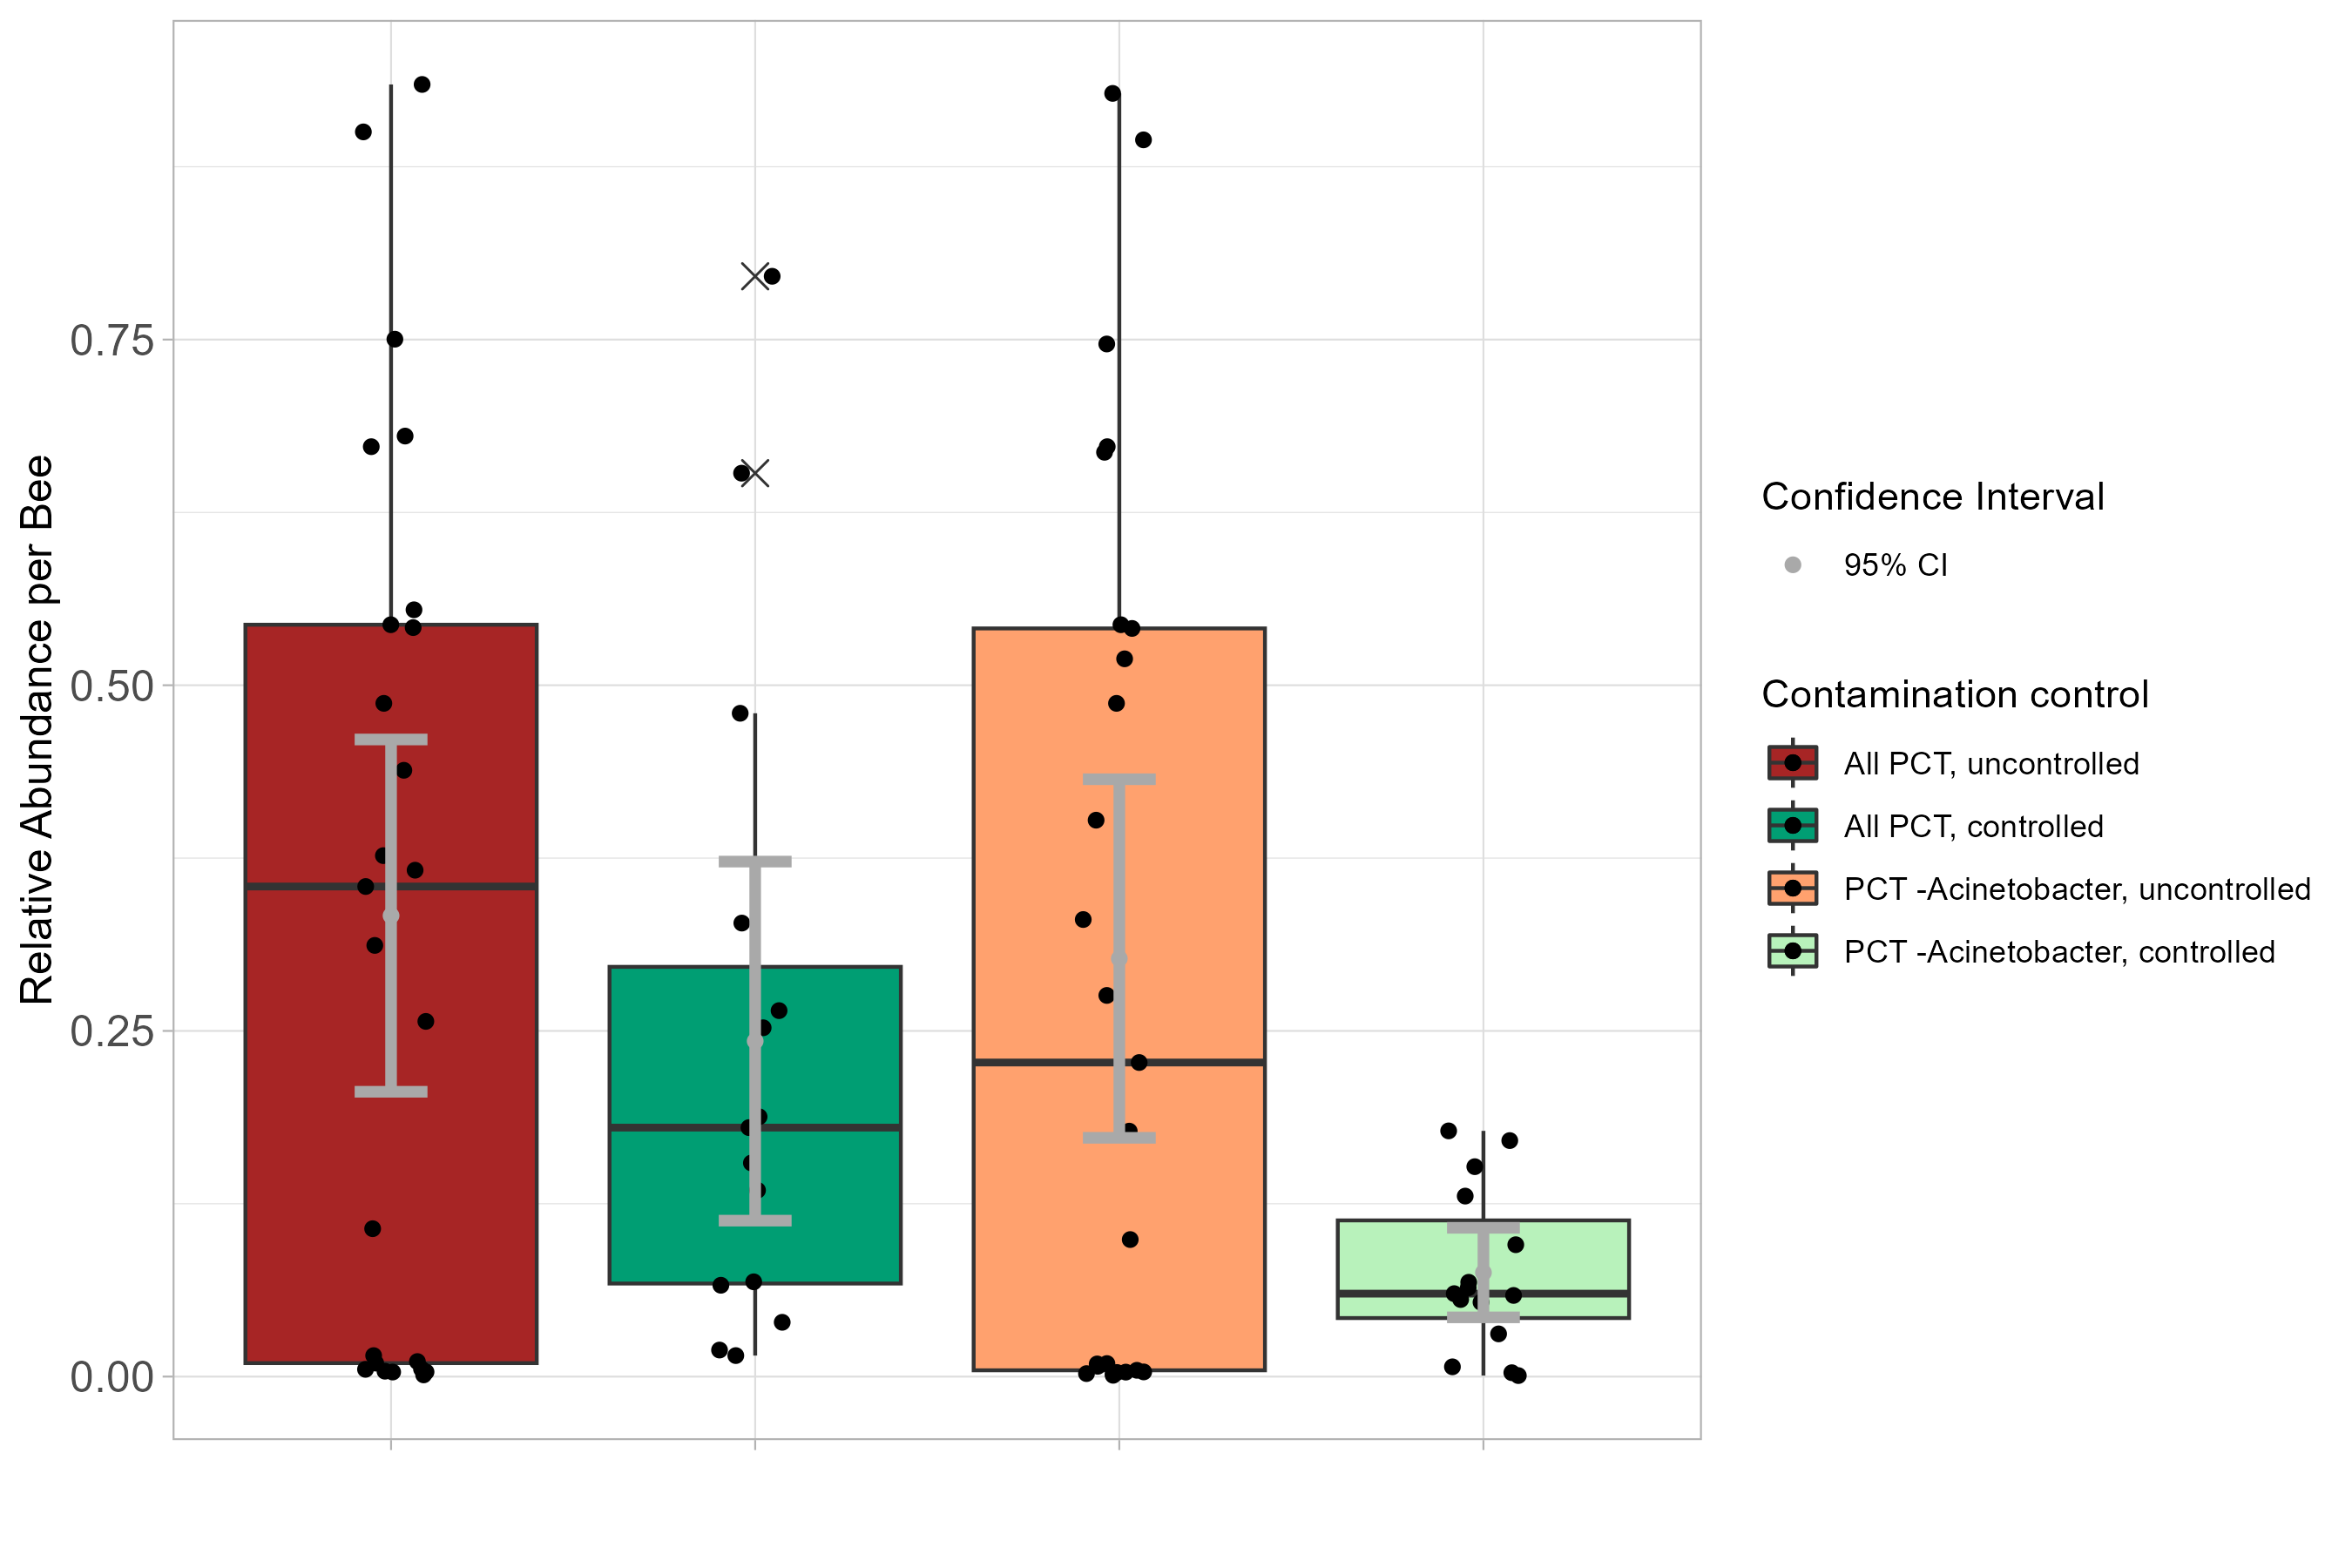 Relative Abundance per Bee
0.75
0.50
0.25
0.00
Confidence Interval
95% CI
Contamination control
All PCT, uncontrolled
All PCT, controlled
PCT -Acinetobacter, uncontrolled
PCT -Acinetobacter, controlled